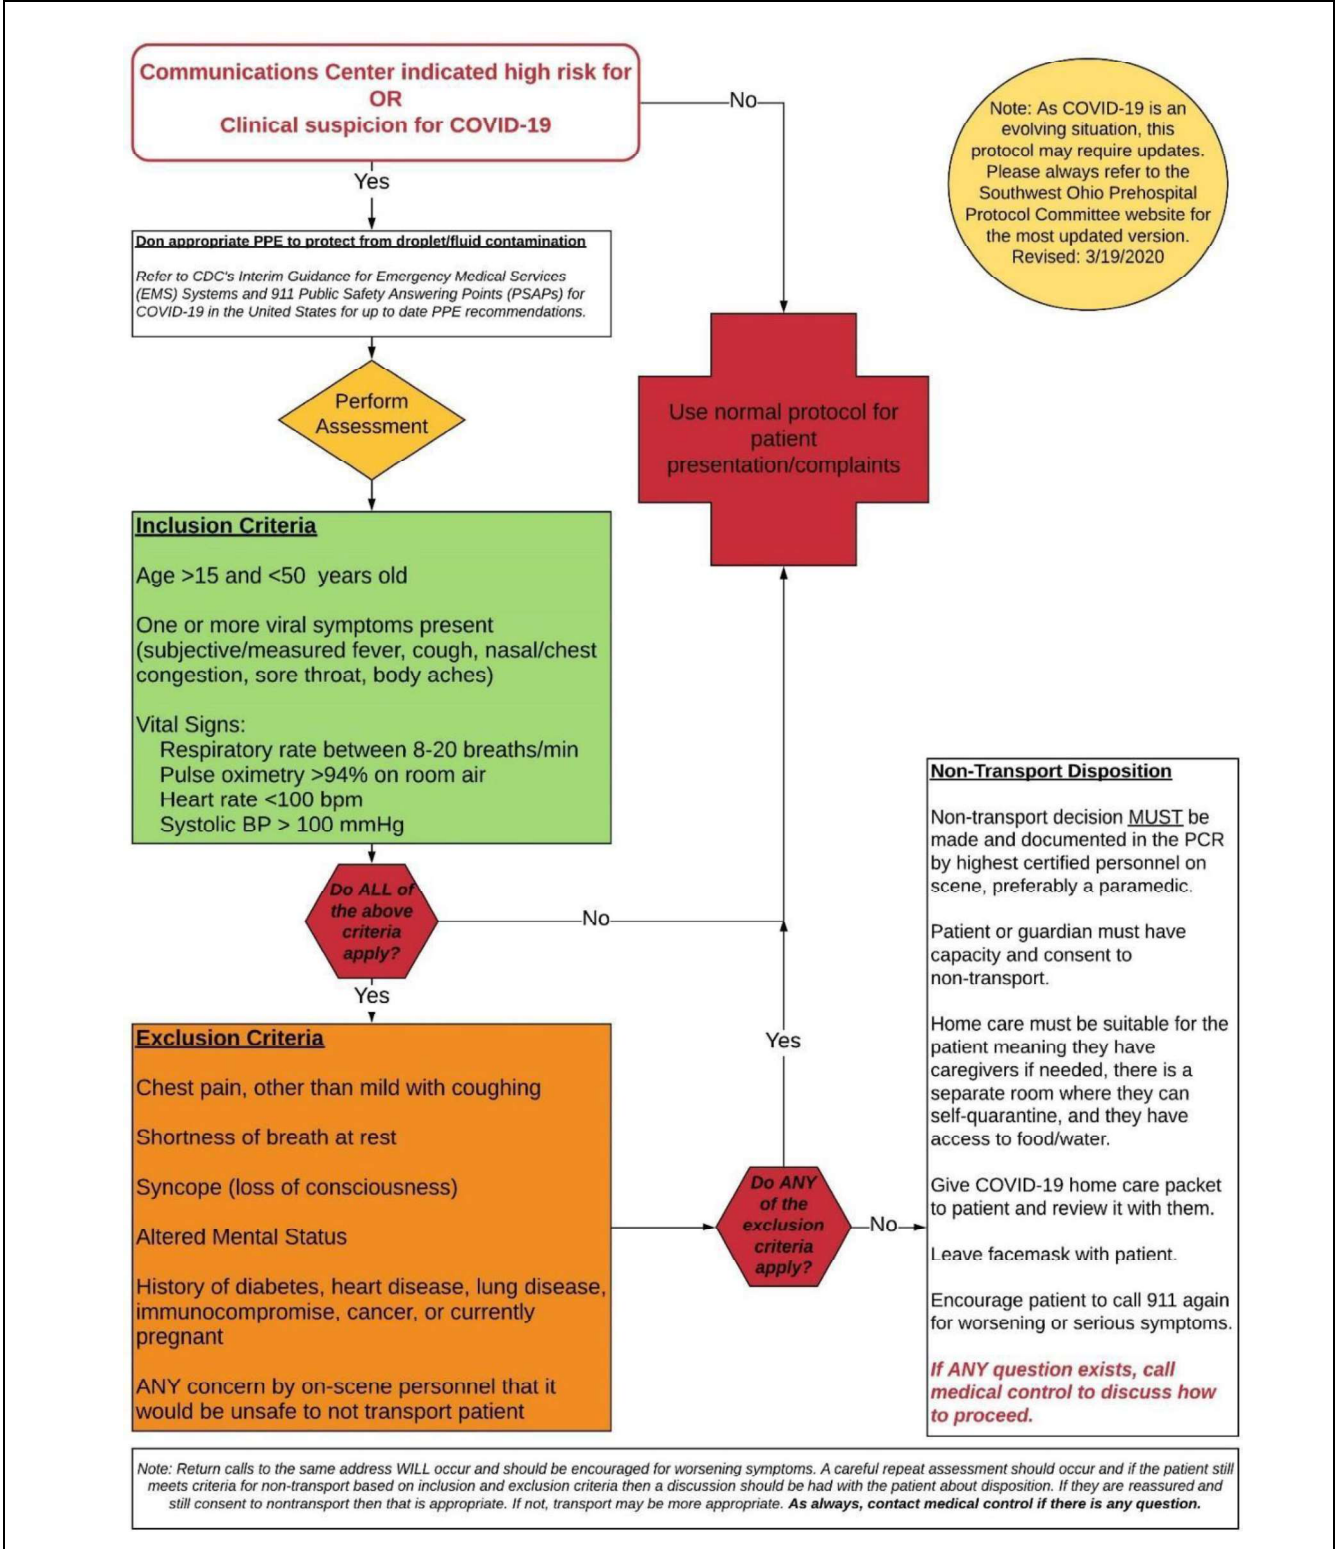 Communications Center indicated high risk for
OR
Clinical suspicion for COVID-19
No
Note: As COVID-19 is an
evolving situation, this
protocol may require updates.
Please always refer to the
Southwest Ohio Prehospital
Protocol Committee website for
the most updated version.
Revised: 3/19/2020
Yes
Don appropriate PPE to protect from droplet/fluid contamination
Refer to CDC's Interim Guidance for Emergency Medical Services
(EMS) Systems and 911 Public Safety Answering Points (PSAPs) for
COVID-19 in the United States for up to date PPE recommendations.
Perform
Assessment
Use normal protocol for
patient
presentation/complaints
Inclusion Criteria
Age >15 and <50 years old
One or more viral symptoms present
(subjective/measured fever, cough, nasal/chest
congestion, sore throat, body aches)
Vital Signs:
Respiratory rate between 8-20 breaths/min
Pulse oximetry >94% on room air
Heart rate <100 bpm
Systolic BP > 100 mmHg
Do ALL of
the above
criteria
apply?
No
Yes
Exclusion Criteria
Chest pain, other than mild with coughing
Shortness of breath at rest
Syncope (loss of consciousness)
Altered Mental Status
History of diabetes, heart disease, lung disease,
immunocompromise, cancer, or currently
pregnant
ANY concern by on-scene personnel that it
would be unsafe to not transport patient
Yes
Do ANY
of the
exclusion
criteria
apply?
No
Non-Transport Disposition
Non-transport decision MUST be
made and documented in the PCR
by highest certified personnel on
scene, preferably a paramedic.
Patient or guardian must have
capacity and consent to
non-transport.
Home care must be suitable for the
patient meaning they have
caregivers if needed, there is a
separate room where they can
self-quarantine, and they have
access to food/water.
Give COVID-19 home care packet
to patient and review it with them.
Leave facemask with patient.
Encourage patient to call 911 again
for worsening or serious symptoms.
If ANY question exists, call
medical control to discuss how
to proceed.
Note: Return calls to the same address WILL occur and should be encouraged for worsening symptoms. A careful repeat assessment should occur and if the patient still
meets criteria for non-transport based on inclusion and exclusion criteria then a discussion should be had with the patient about disposition. If they are reassured and
still consent to nontransport then that is appropriate. If not, transport may be more appropriate. As always, contact medical control if there is any question.